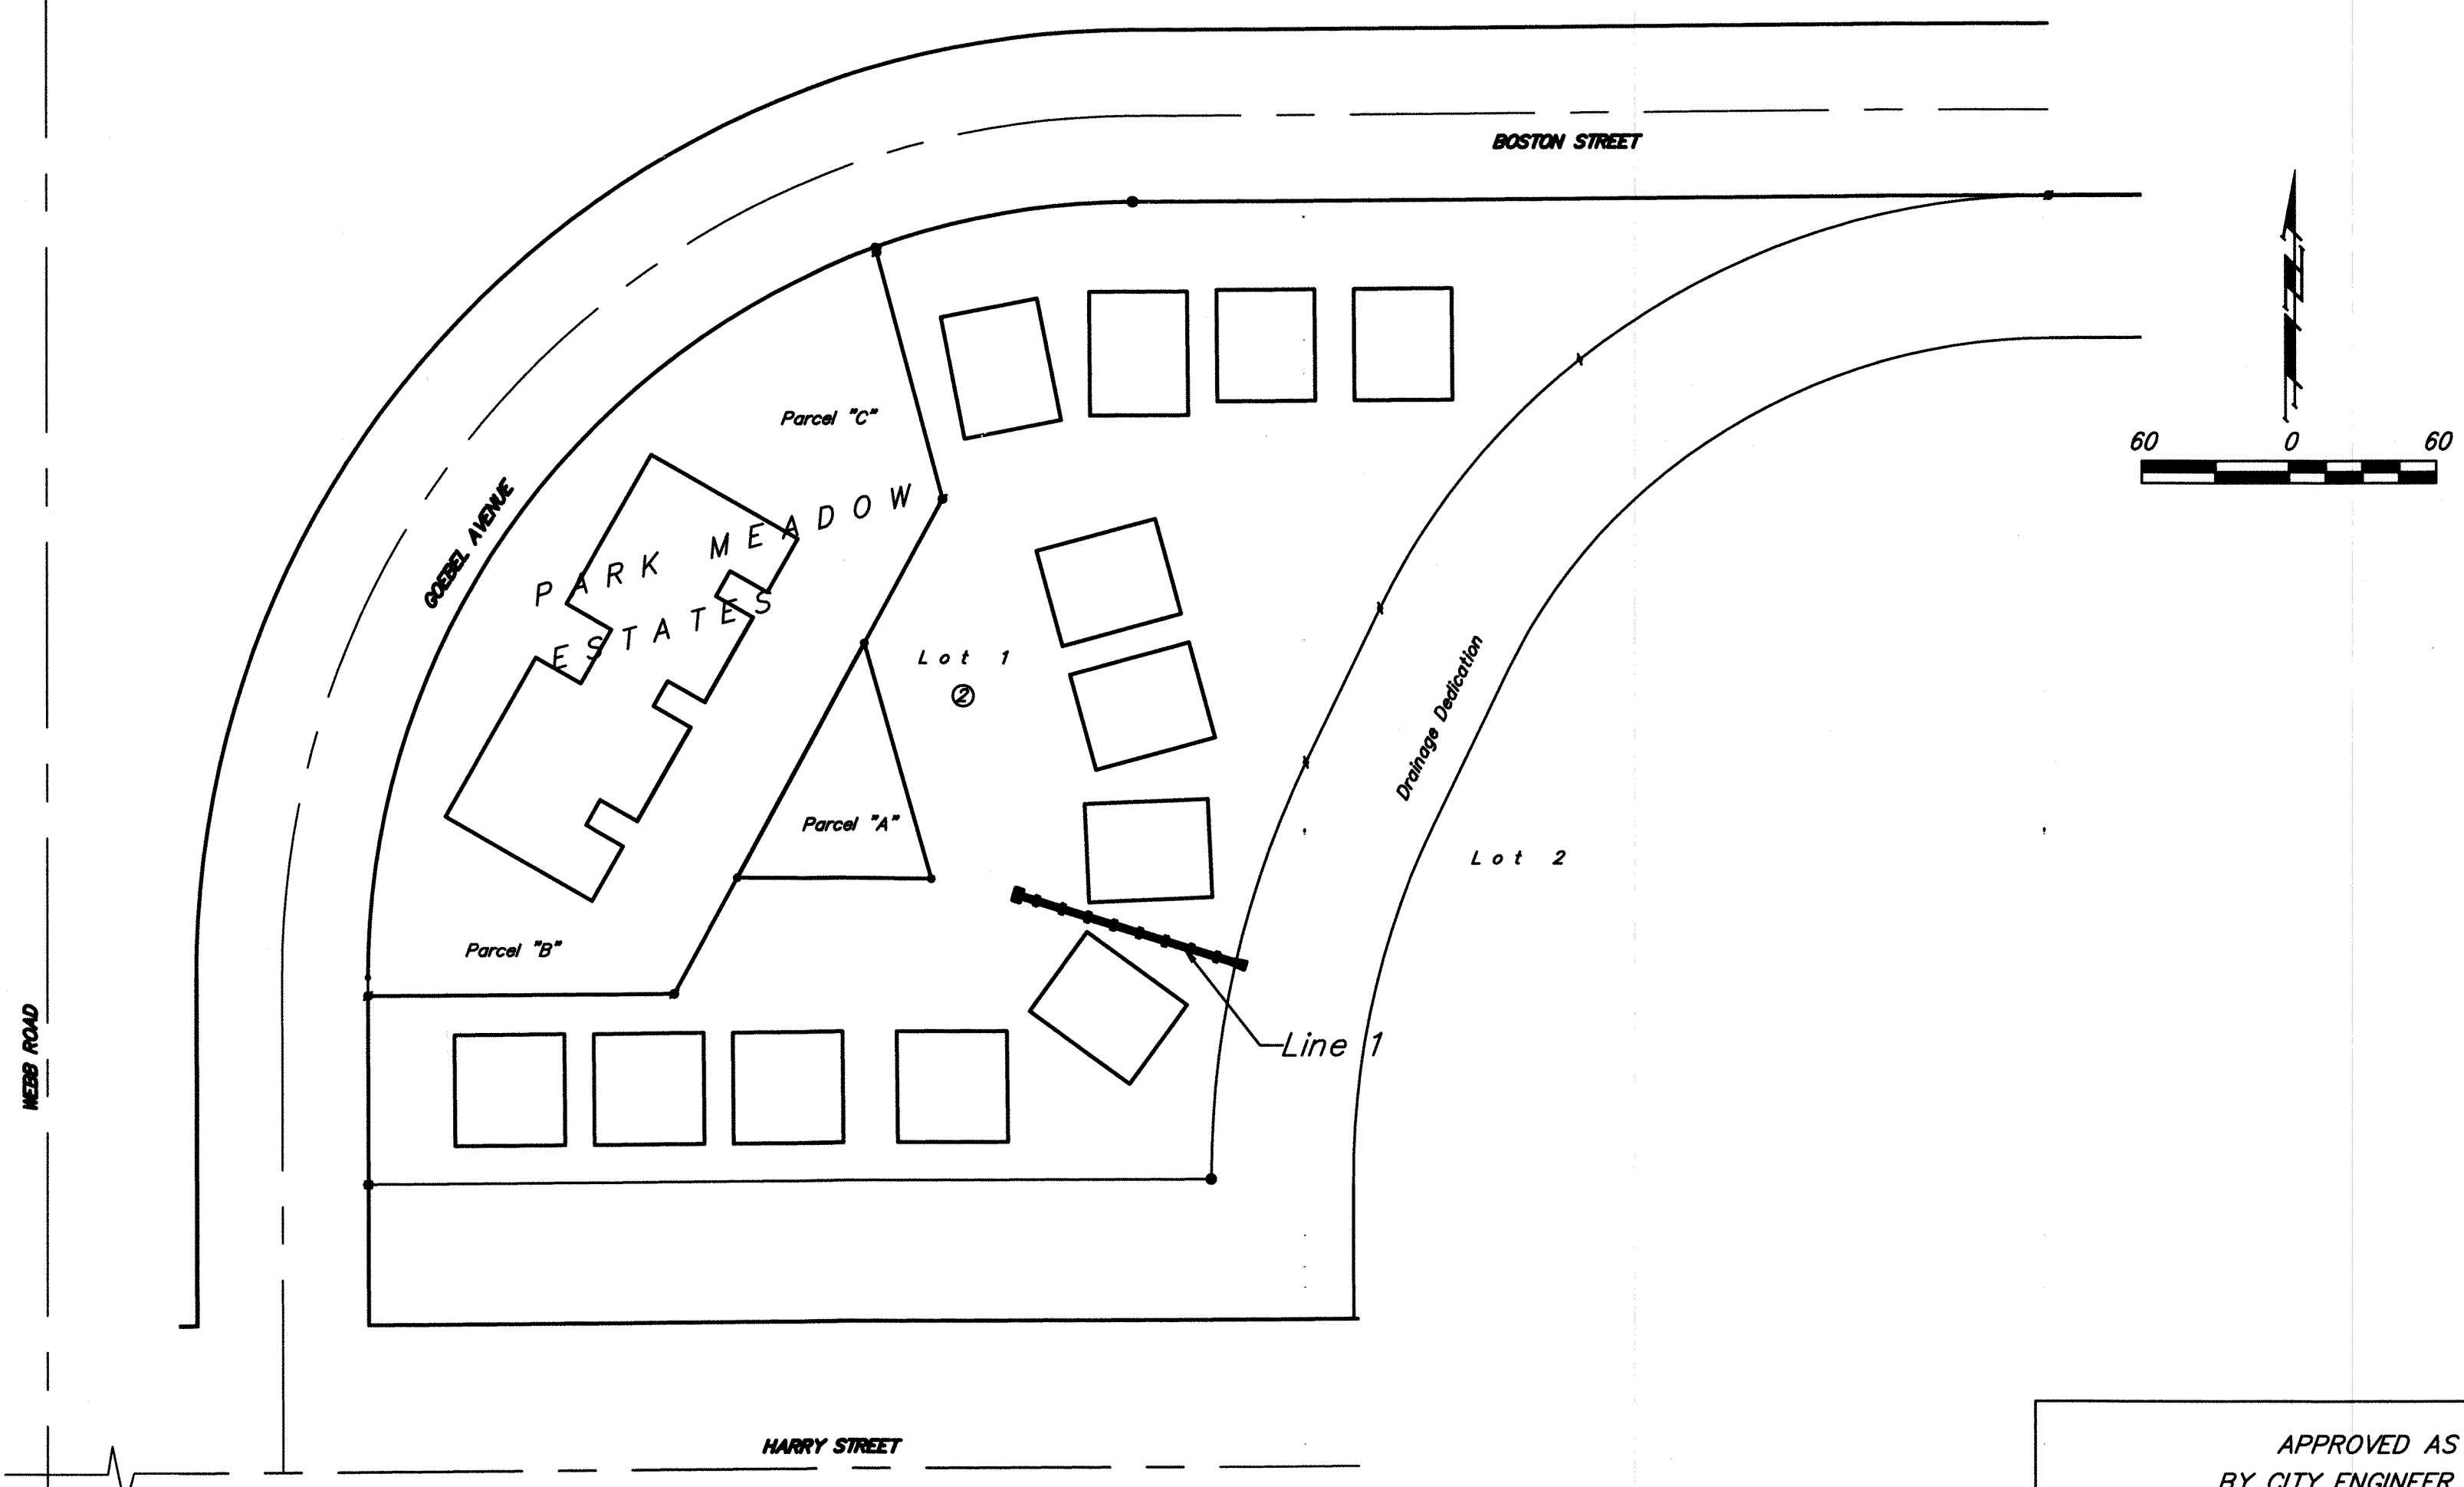 BOSTON STREET
60 0 60
Parcel "C"
GOEBEL AVENUE
PARK MEADOW
ESTATES
Lot 1
2
Drainage Dedication
Parcel "A"
Lot 2
Parcel "B"
WEBB ROAD
Line 1
HARRY STREET
APPROVED AS
BY CITY ENGINEER